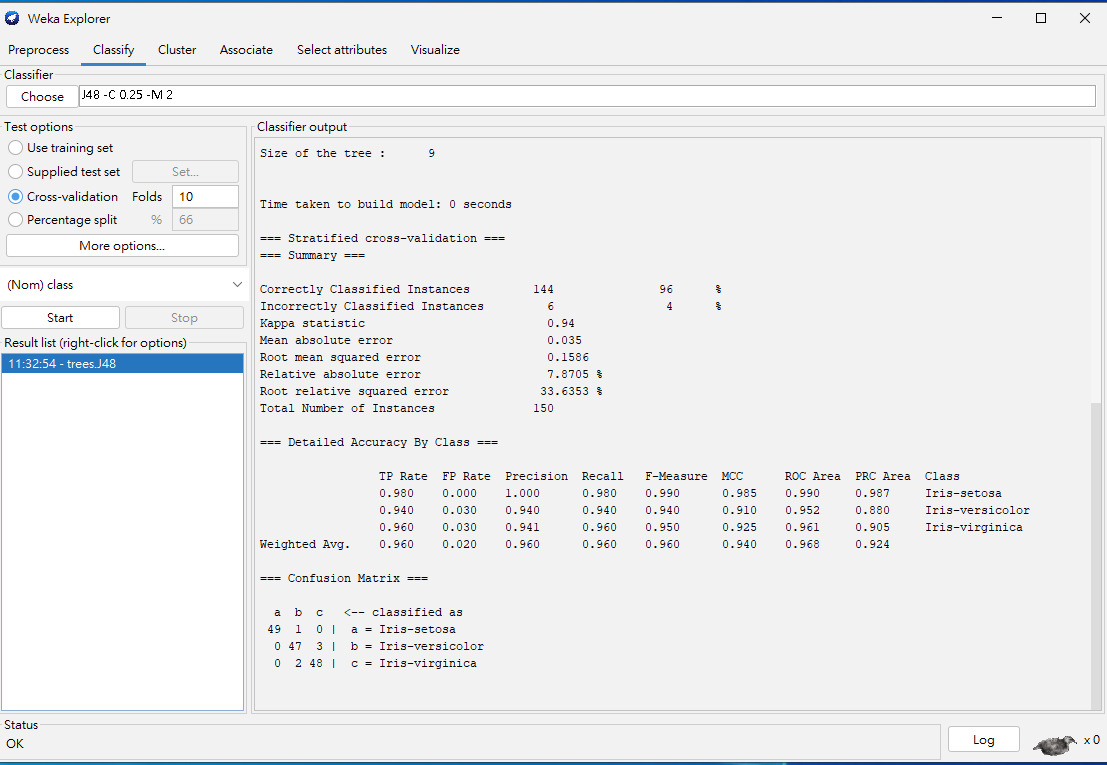 Weka Explorer
Preprocess Classify Cluster Associate Select attributes Visualize
Classifier
Choose J48 -C 0.25 -M 2
Test options
Use training set
Supplied test set Set...
Cross-validation Folds 10
Percentage split % 66
More options...
(Nom) class
Start Stop
Result list (right-click for options)
11:32:54 - trees.J48
Classifier output
Size of the tree : 9
Time taken to build model: 0 seconds
=== Stratified cross-validation ===
=== Summary ===
Correctly Classified Instances 144 96 %
Incorrectly Classified Instances 6 4 %
Kappa statistic 0.94
Mean absolute error 0.035
Root mean squared error 0.1586
Relative absolute error 7.8705 %
Root relative squared error 33.6353 %
Total Number of Instances 150
=== Detailed Accuracy By Class ===
TP Rate FP Rate Precision Recall F-Measure MCC ROC Area PRC Area Class
0.980 0.000 1.000 0.980 0.990 0.985 0.990 0.987 Iris-setosa
0.940 0.030 0.940 0.940 0.940 0.910 0.952 0.880 Iris-versicolor
0.960 0.030 0.941 0.960 0.950 0.925 0.961 0.905 Iris-virginica
Weighted Avg. 0.960 0.020 0.960 0.960 0.960 0.940 0.968 0.924
=== Confusion Matrix ===
a b c <-- classified as
49 1 0 | a = Iris-setosa
0 47 3 | b = Iris-versicolor
0 2 48 | c = Iris-virginica
Status
OK
Log
x 0